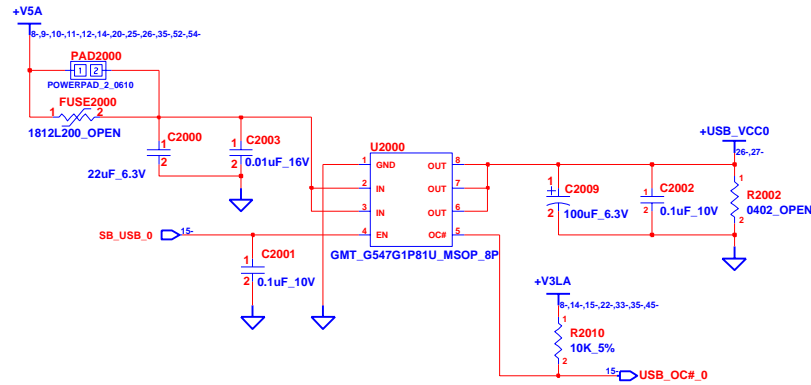 +V5A
8-,9-,10-,11-,12-,14-,20-,25-,26-,35-,52-,54-
PAD2000
1 2
POWERPAD_2_0610
FUSE2000
1 2
1812L200_OPEN
1 C2000
2
22uF_6.3V
1 C2003
2 0.01uF_16V
U2000
1 GND OUT 8
2 IN OUT 7
3 IN OUT 6
4 EN OC# 5
GMT_G547G1P81U_MSOP_8P
+USB_VCC0
26-,27-
1 C2009
2 100uF_6.3V
1 C2002
2 0.1uF_10V
1
R2002
0402_OPEN
2
SB_USB_0 15-
1 C2001
2 0.1uF_10V
+V3LA
8-,14-,15-,22-,33-,35-,45-
1
R2010
10K_5%
2
15- USB_OC#_0